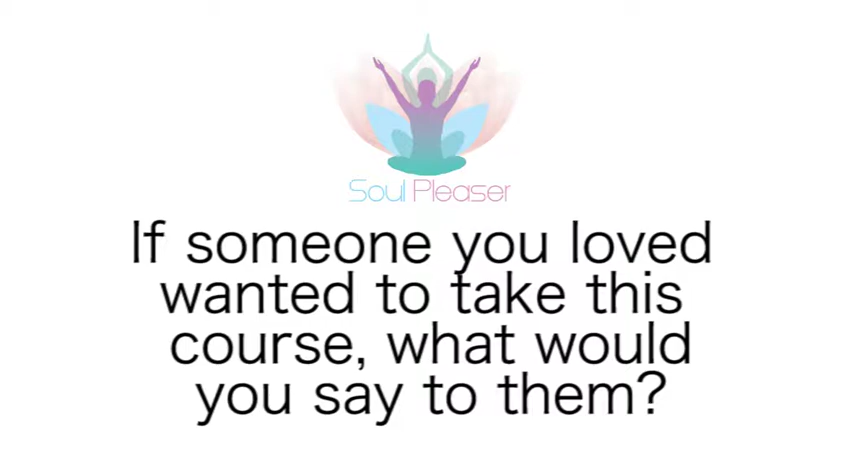 Soul Pleaser
If someone you loved
wanted to take this
course, what would
you say to them?